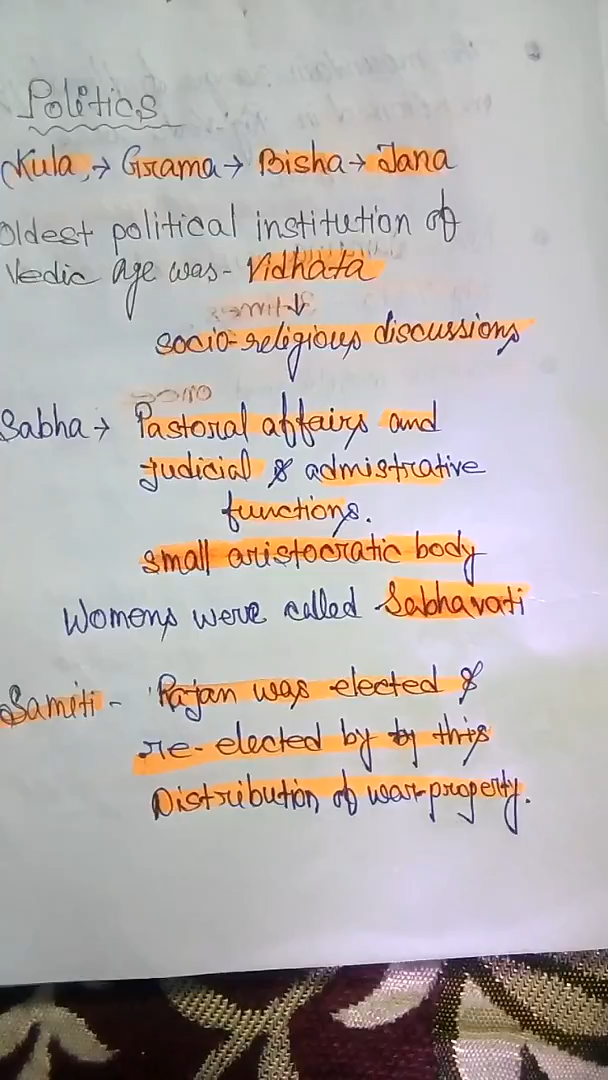 Politics
Kula → Grama → Bisha → Jana
Oldest political institution of
Vedic age was - Vidhata
↓
socio-religious discussions
Sabha → Pastoral affairs and
judicial & admistrative
functions.
small aristocratic body
Womens were called Sabhavati
Samiti - Rajan was elected &
re-elected by by this
Distribution of war-property.